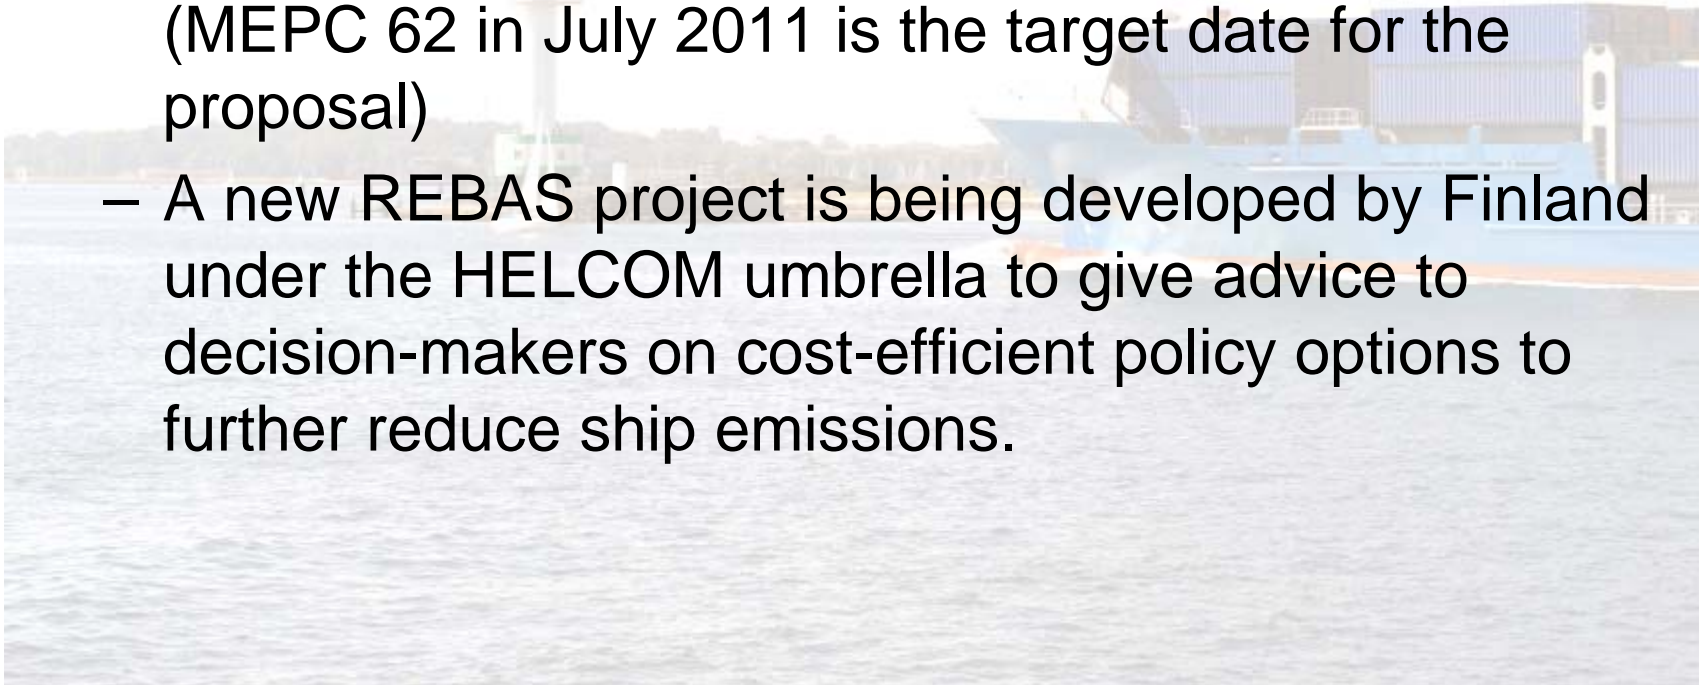 (MEPC 62 in July 2011 is the target date for the
proposal)
– A new REBAS project is being developed by Finland
under the HELCOM umbrella to give advice to
decision-makers on cost-efficient policy options to
further reduce ship emissions.